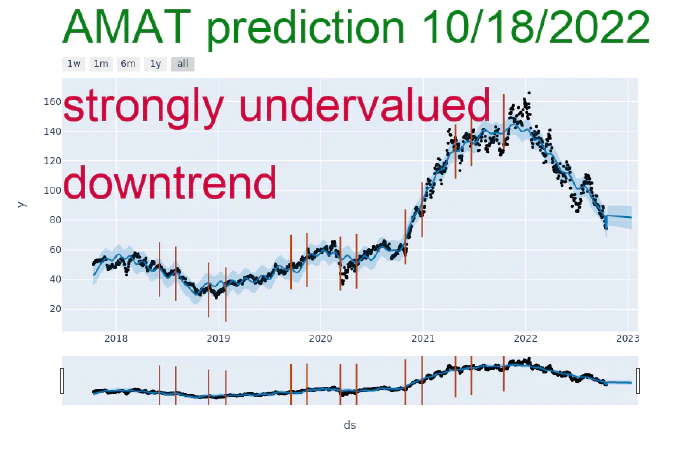 AMAT prediction 10/18/2022
1w 1m 6m 1y all
strongly undervalued
downtrend
160
140
120
100
80
60
40
20
y
2018 2019 2020 2021 2022 2023
ds